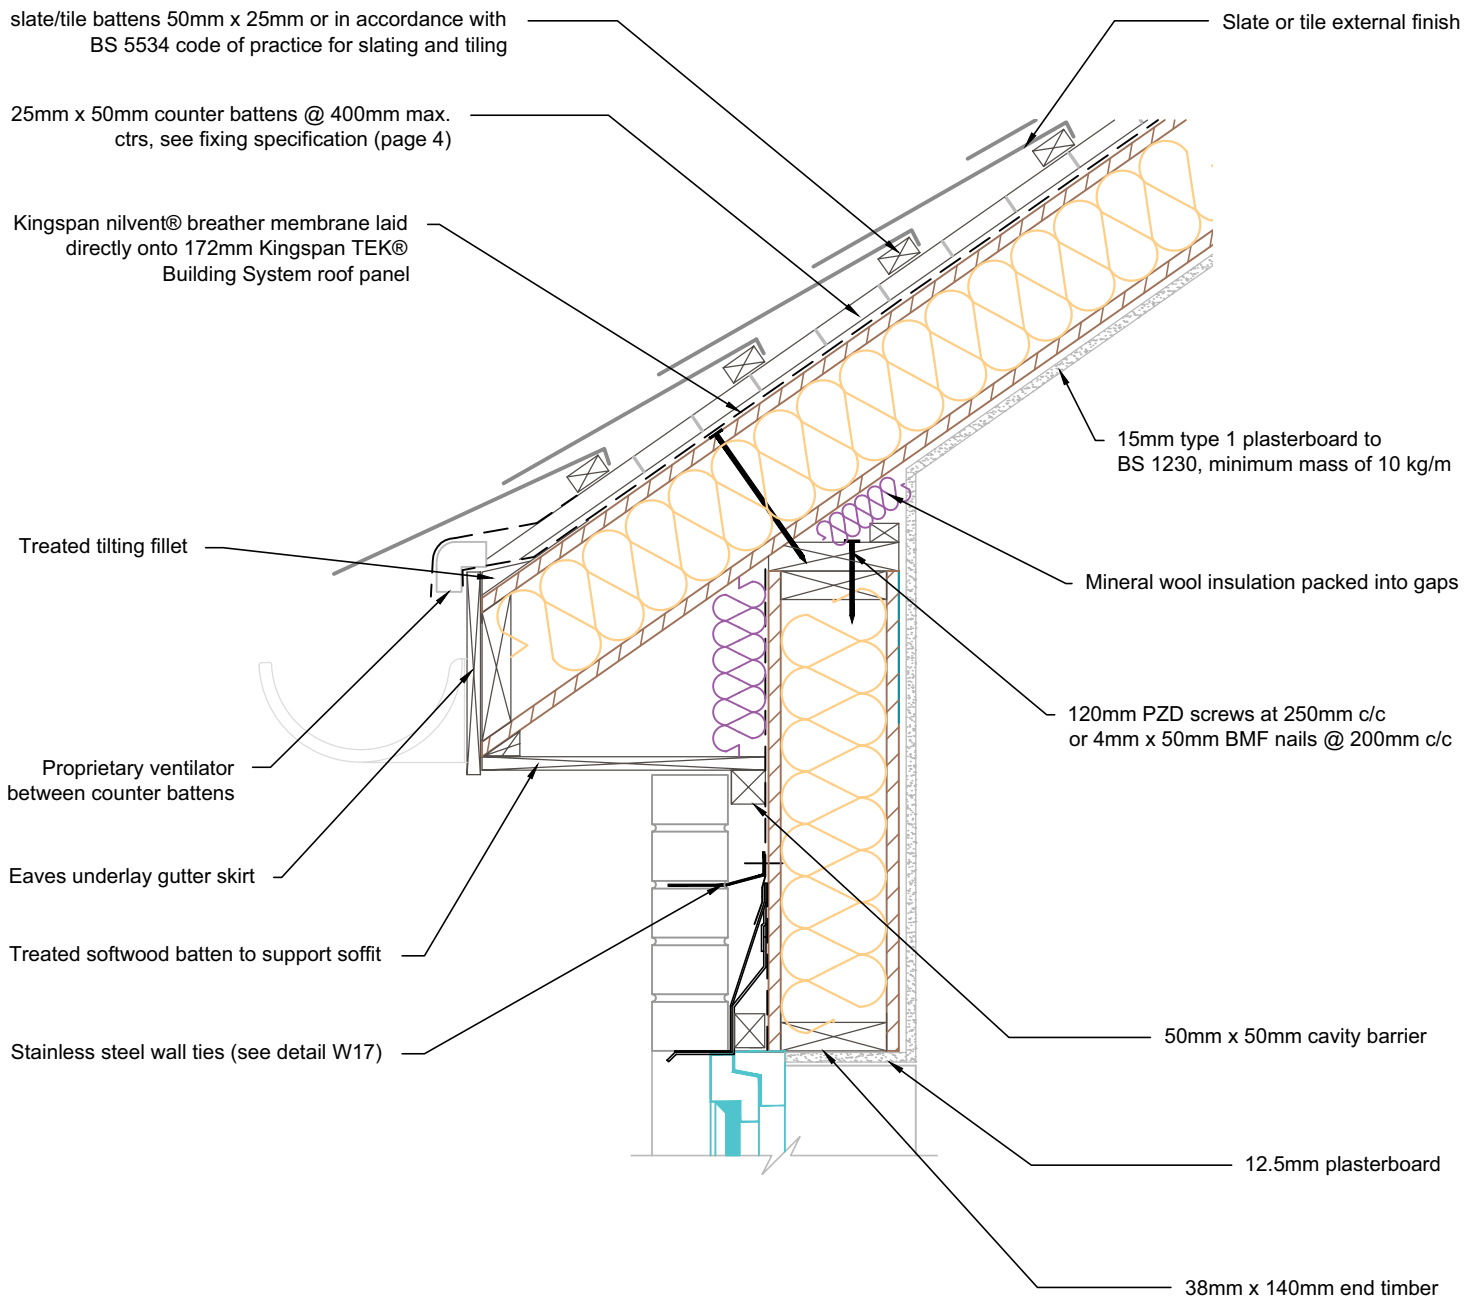 slate/tile battens 50mm x 25mm or in accordance with
BS 5534 code of practice for slating and tiling
Slate or tile external finish
25mm x 50mm counter battens @ 400mm max.
ctrs, see fixing specification (page 4)
Kingspan nilvent® breather membrane laid
directly onto 172mm Kingspan TEK®
Building System roof panel
15mm type 1 plasterboard to
BS 1230, minimum mass of 10 kg/m
Treated tilting fillet
Mineral wool insulation packed into gaps
120mm PZD screws at 250mm c/c
or 4mm x 50mm BMF nails @ 200mm c/c
Proprietary ventilator
between counter battens
Eaves underlay gutter skirt
Treated softwood batten to support soffit
Stainless steel wall ties (see detail W17)
50mm x 50mm cavity barrier
12.5mm plasterboard
38mm x 140mm end timber